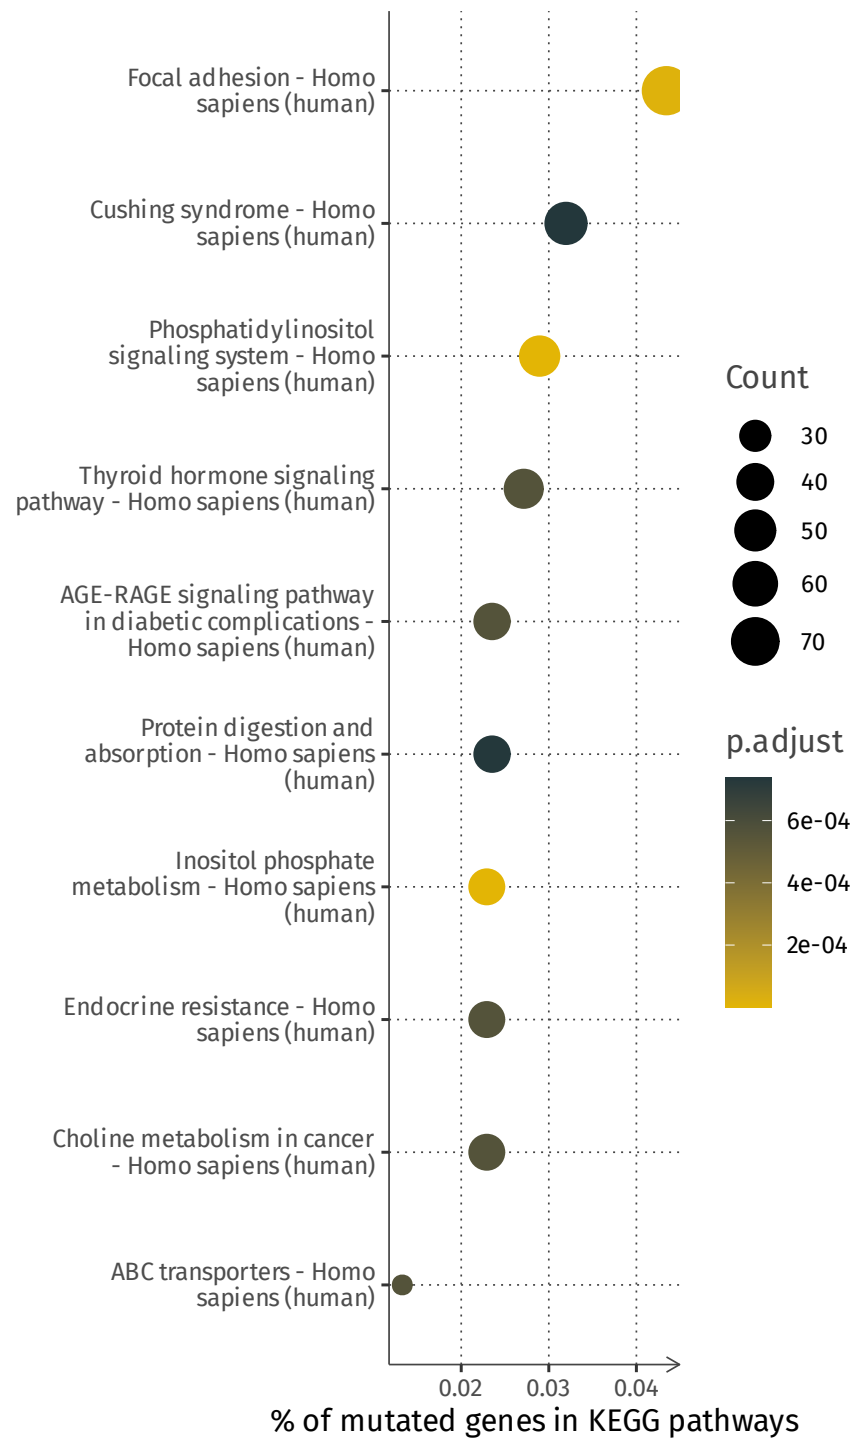 Focal adhesion - Homo
sapiens (human)
Cushing syndrome - Homo
sapiens (human)
Phosphatidylinositol
signaling system - Homo
sapiens (human)
Thyroid hormone signaling
pathway - Homo sapiens (human)
AGE-RAGE signaling pathway
in diabetic complications -
Homo sapiens (human)
Protein digestion and
absorption - Homo sapiens
(human)
Inositol phosphate
metabolism - Homo sapiens
(human)
Endocrine resistance - Homo
sapiens (human)
Choline metabolism in cancer
- Homo sapiens (human)
ABC transporters - Homo
sapiens (human)
0.02 0.03 0.04
% of mutated genes in KEGG pathways
Count
30
40
50
60
70
p.adjust
6e-04
4e-04
2e-04